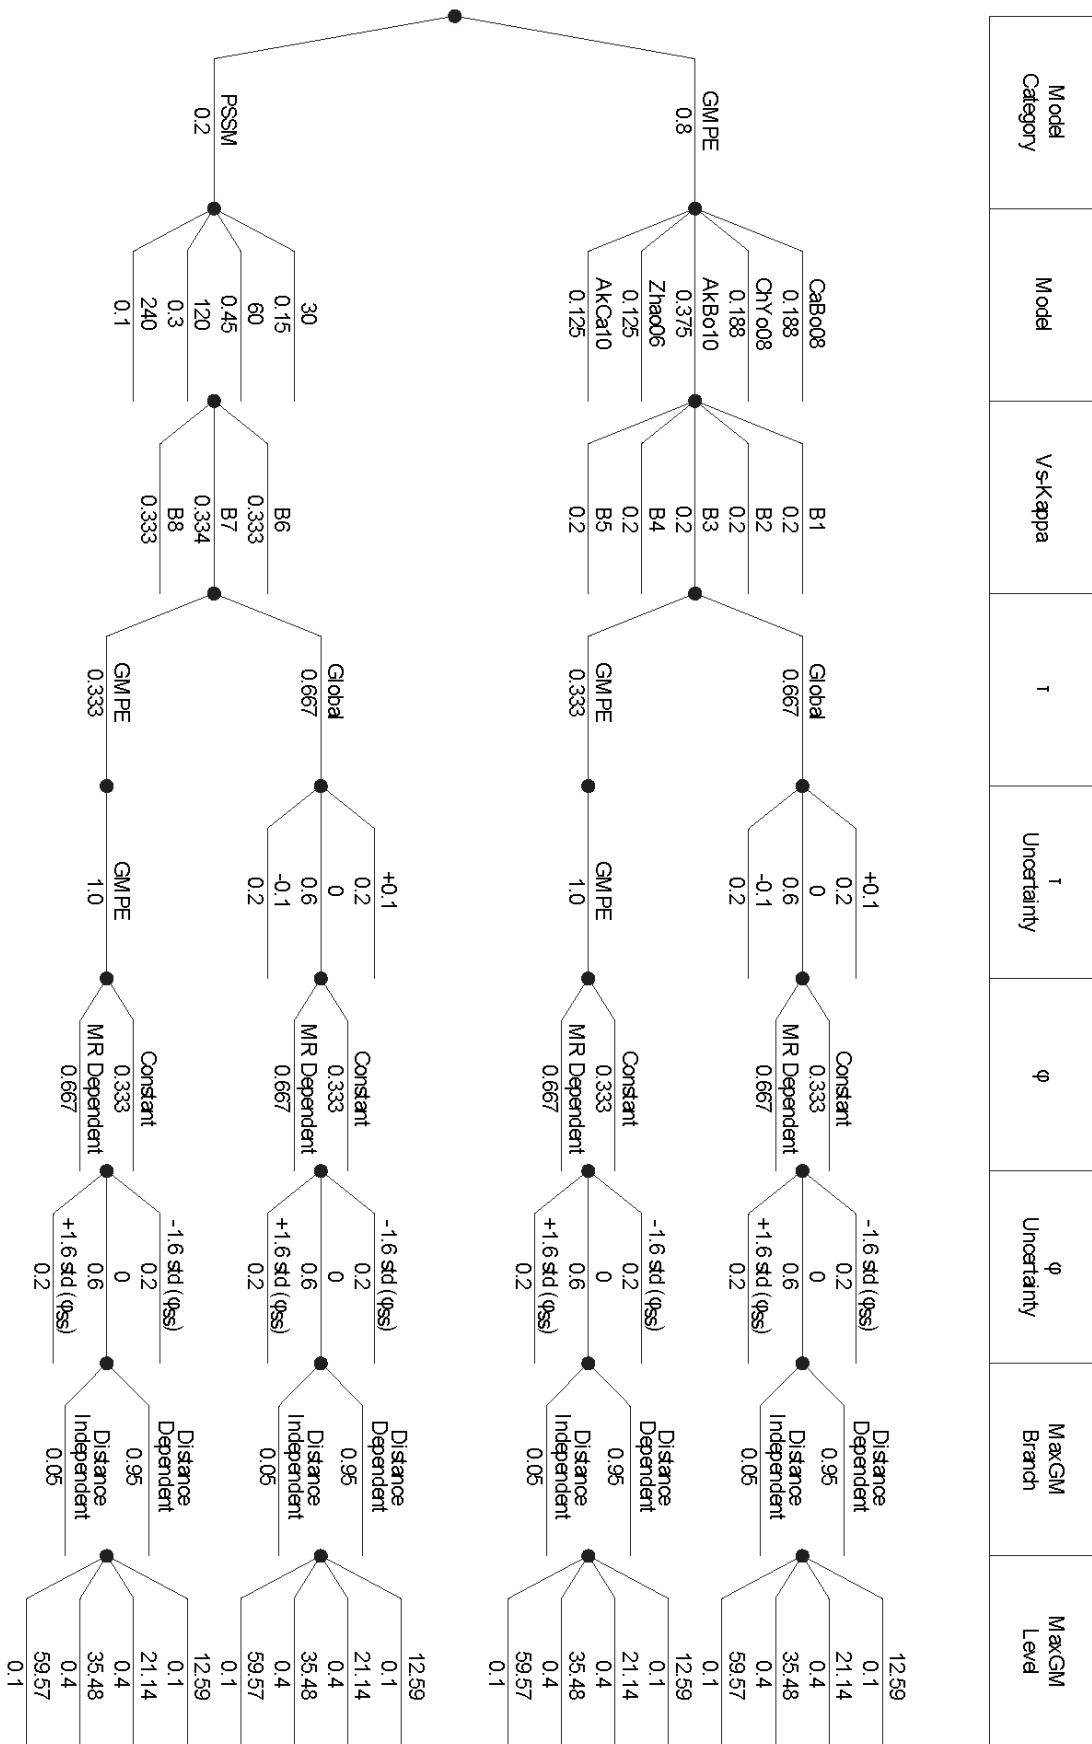 Model
Category
Model
Vs-Kappa
τ
τ
Uncertainty
φ
φ
Uncertainty
MaxGM
Branch
MaxGM
Level
GMPE
0.8
CaBo08
0.188
ChYo08
0.188
AkBo10
0.375
Zhao06
0.125
AkCa10
0.125
B1
0.2
B2
0.2
B3
0.2
B4
0.2
B5
0.2
Global
0.667
+0.1
0.2
0
0.6
-0.1
0.2
Constant
0.333
MR Dependent
0.667
-1.6 std (φss)
0.2
0
0.6
+1.6 std (φss)
0.2
Distance
Dependent
0.95
Distance
Independent
0.05
12.59
0.1
21.14
0.4
35.48
0.4
59.57
0.1
GMPE
0.333
GMPE
1.0
Constant
0.333
MR Dependent
0.667
-1.6 std (φss)
0.2
0
0.6
+1.6 std (φss)
0.2
Distance
Dependent
0.95
Distance
Independent
0.05
12.59
0.1
21.14
0.4
35.48
0.4
59.57
0.1
PSSM
0.2
30
0.15
60
0.45
120
0.3
240
0.1
B6
0.333
B7
0.334
B8
0.333
Global
0.667
+0.1
0.2
0
0.6
-0.1
0.2
Constant
0.333
MR Dependent
0.667
-1.6 std (φss)
0.2
0
0.6
+1.6 std (φss)
0.2
Distance
Dependent
0.95
Distance
Independent
0.05
12.59
0.1
21.14
0.4
35.48
0.4
59.57
0.1
GMPE
0.333
GMPE
1.0
Constant
0.333
MR Dependent
0.667
-1.6 std (φss)
0.2
0
0.6
+1.6 std (φss)
0.2
Distance
Dependent
0.95
Distance
Independent
0.05
12.59
0.1
21.14
0.4
35.48
0.4
59.57
0.1